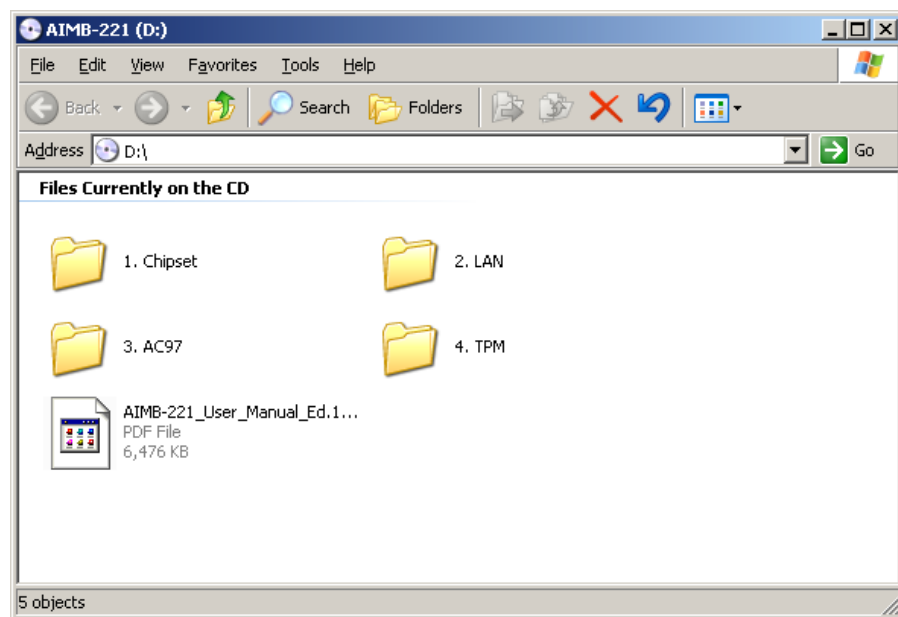 AIMB-221 (D:)
File Edit View Favorites Tools Help
Back Search Folders
Address D:\ Go
Files Currently on the CD
1. Chipset 2. LAN
3. AC97 4. TPM
AIMB-221_User_Manual_Ed.1...
PDF File
6,476 KB
5 objects